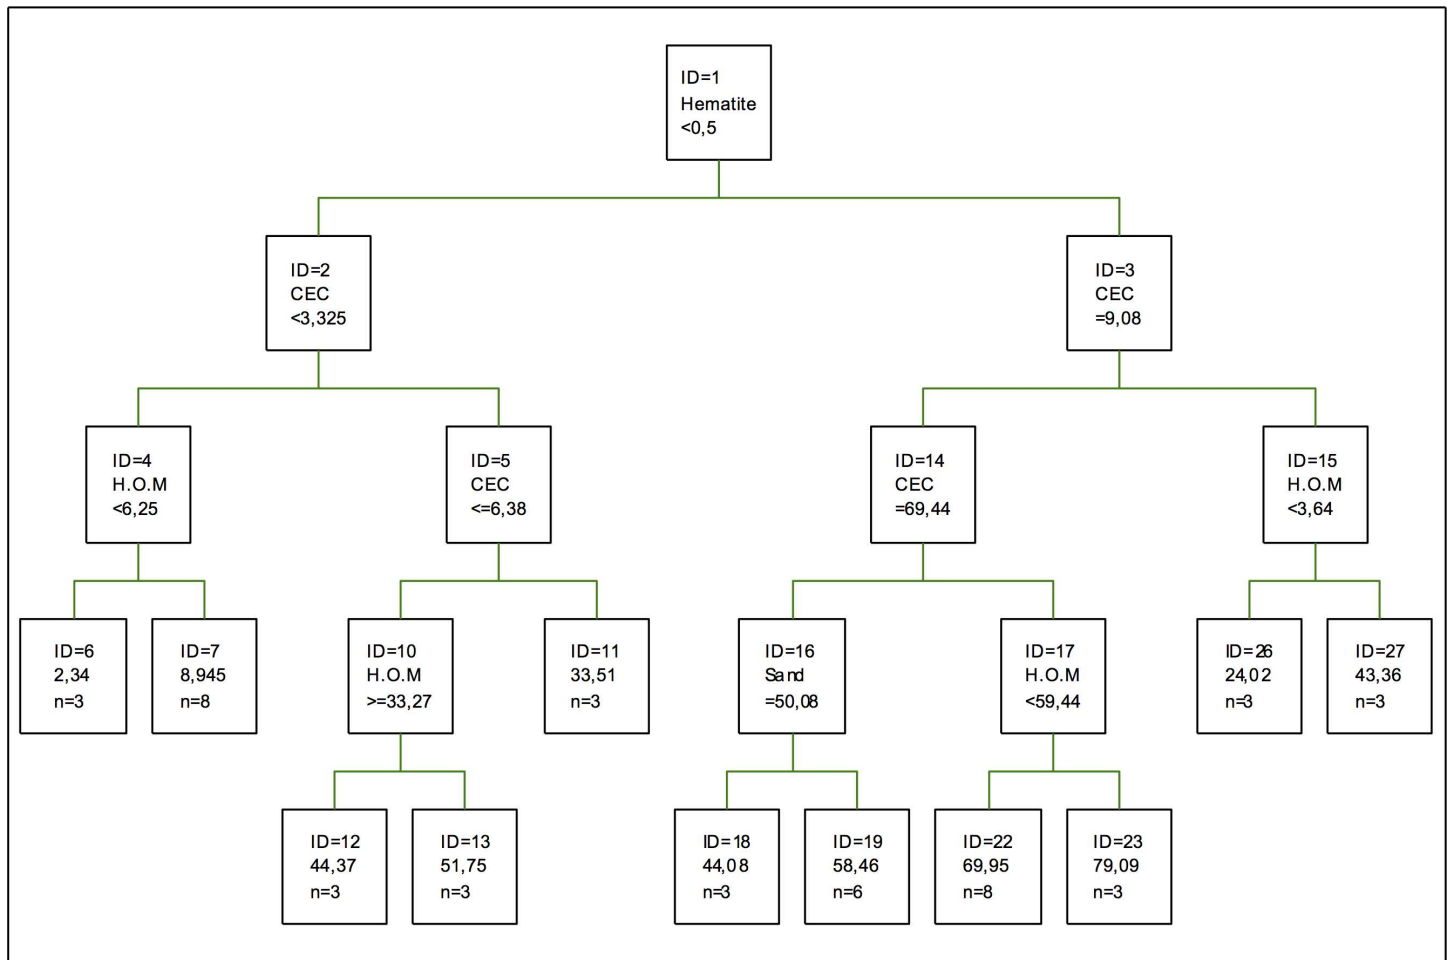 ID=1
Hematite
<0,5
ID=2
CEC
<3,325
ID=3
CEC
=9,08
ID=4
H.O.M
<6,25
ID=5
CEC
<=6,38
ID=14
CEC
=69,44
ID=15
H.O.M
<3,64
ID=6
2,34
n=3
ID=7
8,945
n=8
ID=10
H.O.M
>=33,27
ID=11
33,51
n=3
ID=16
Sand
=50,08
ID=17
H.O.M
<59,44
ID=26
24,02
n=3
ID=27
43,36
n=3
ID=12
44,37
n=3
ID=13
51,75
n=3
ID=18
44,08
n=3
ID=19
58,46
n=6
ID=22
69,95
n=8
ID=23
79,09
n=3